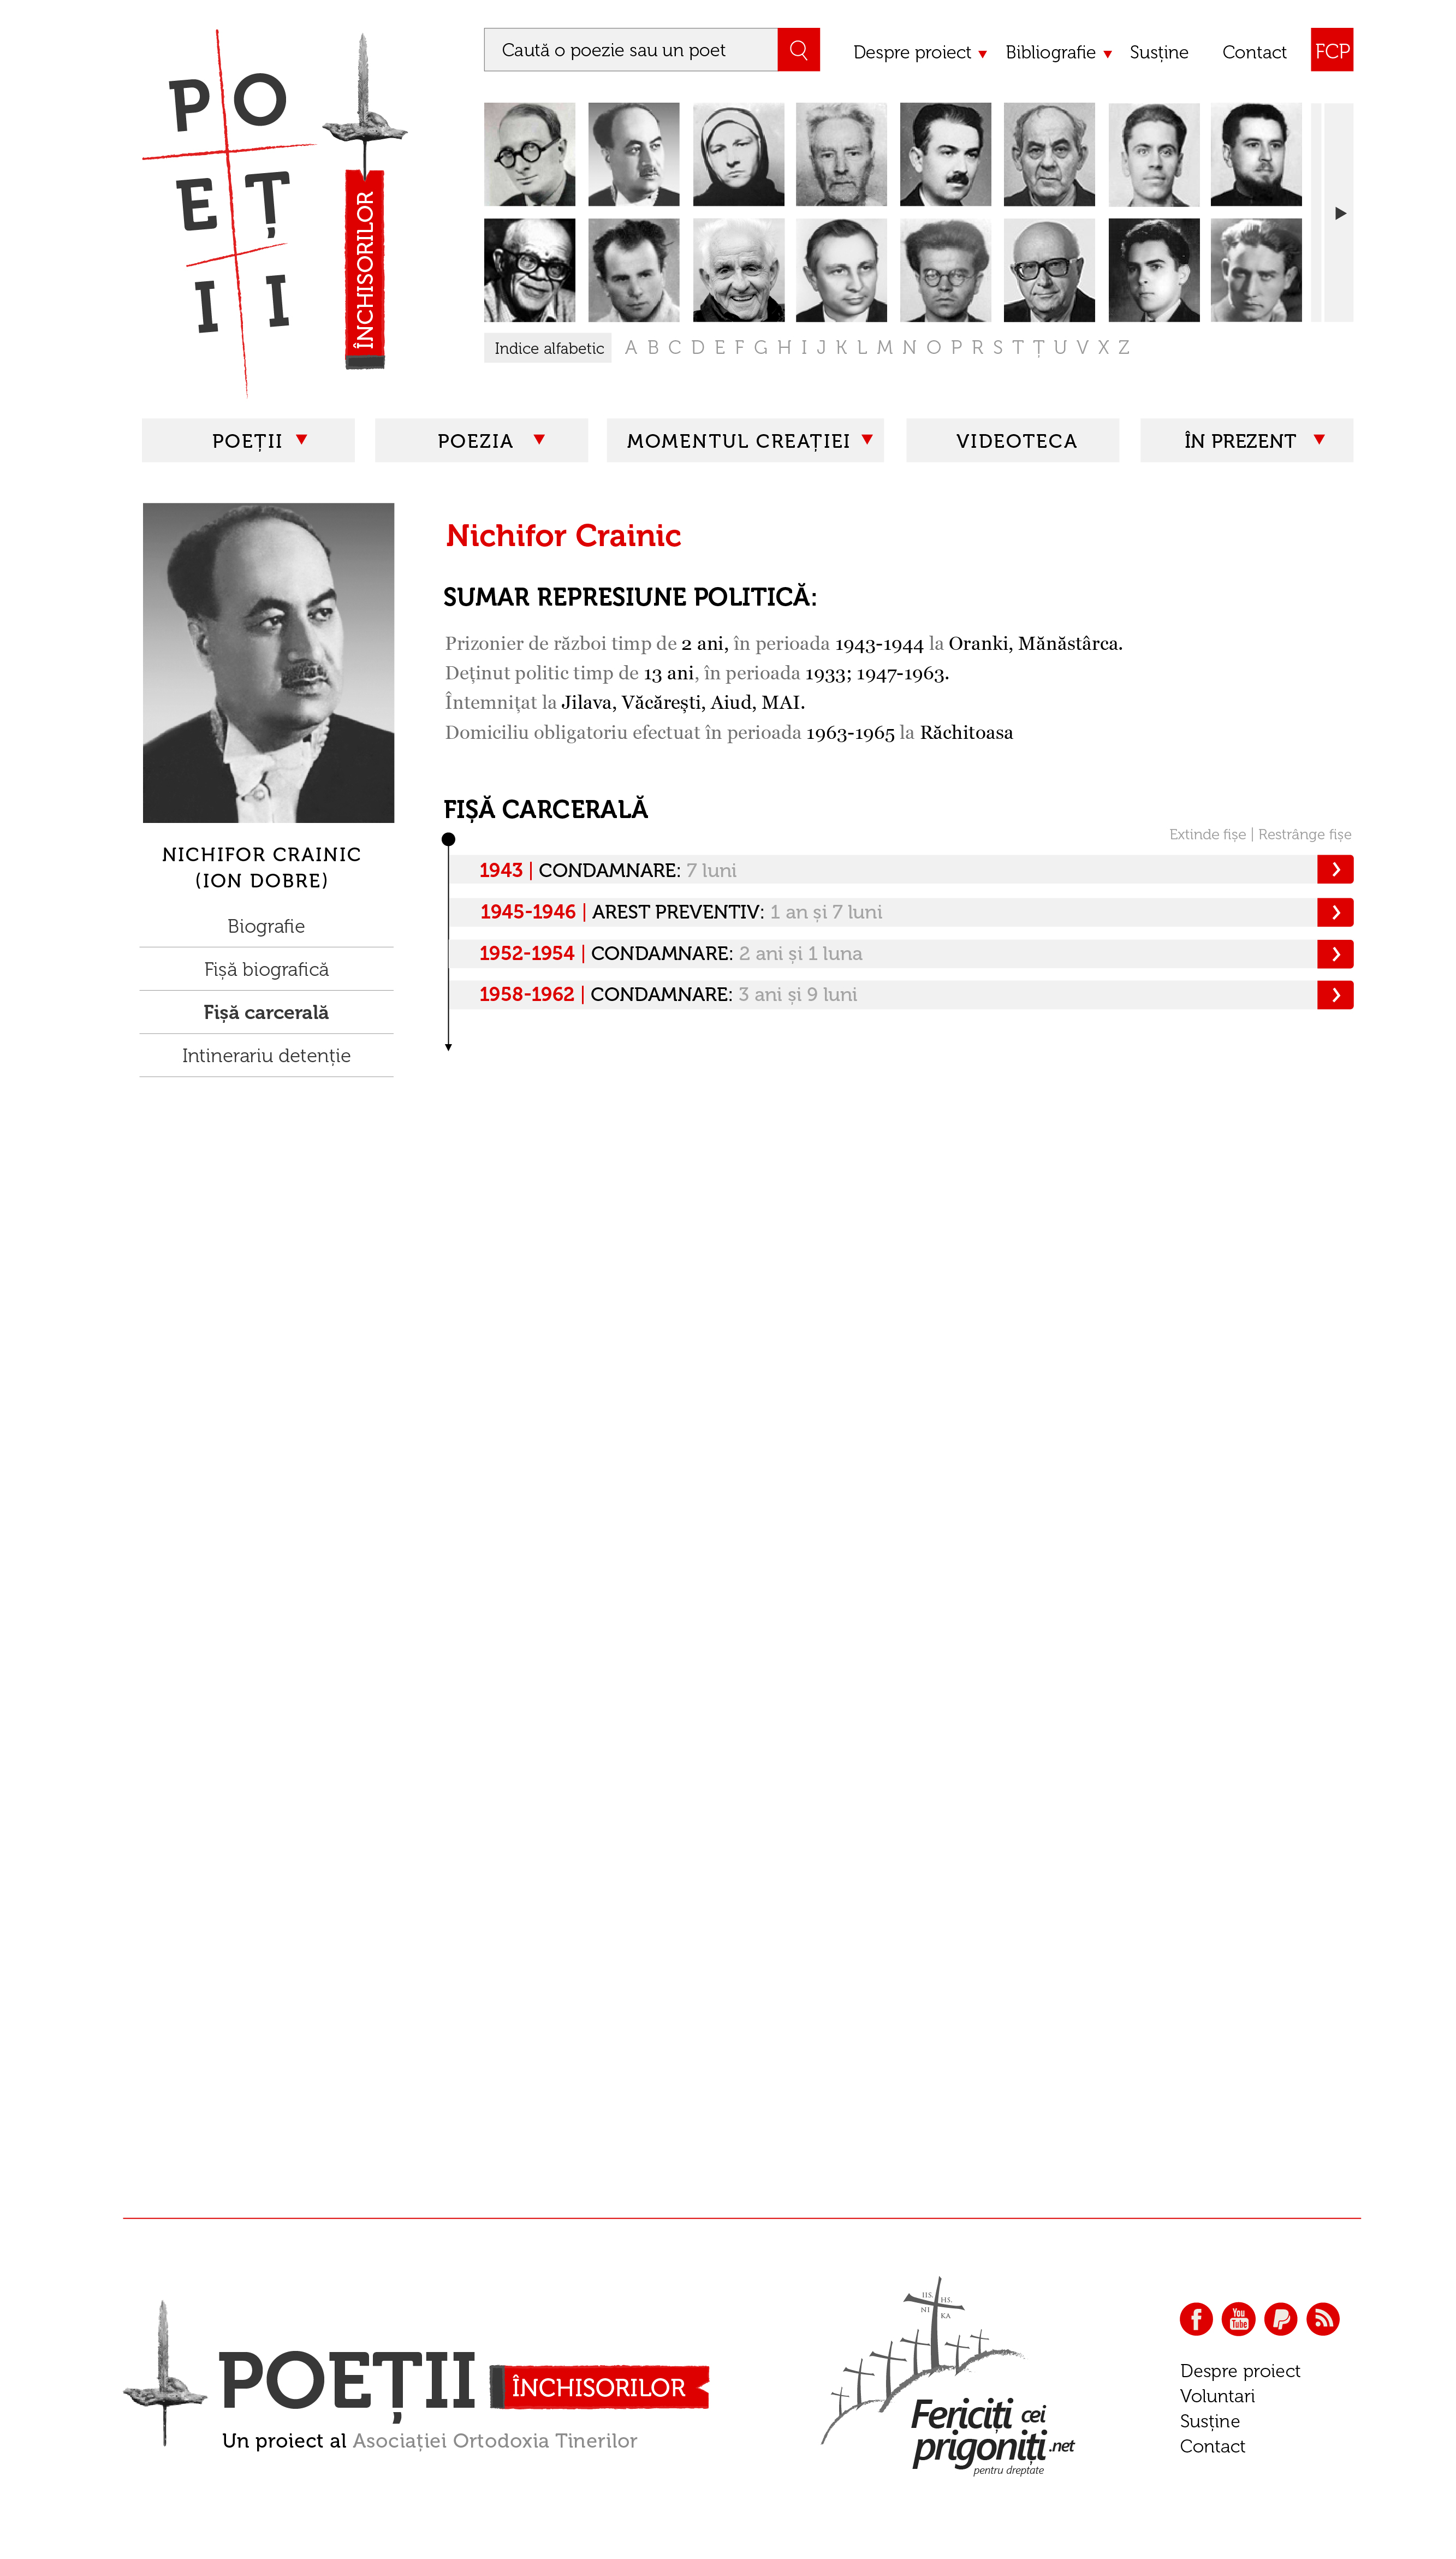 P O
E Ț
I I
ÎNCHISORILOR
Caută o poezie sau un poet
Despre proiect
Bibliografie
Susține
Contact
FCP
Indice alfabetic
A B C D E F G H I J K L M N O P R S T Ț U V X Z
POEȚII
POEZIA
MOMENTUL CREAȚIEI
VIDEOTECA
ÎN PREZENT
NICHIFOR CRAINIC
(ION DOBRE)
Biografie
Fișă biografică
Fișă carcerală
Intinerariu detenție
Nichifor Crainic
SUMAR REPRESIUNE POLITICĂ:
Prizonier de război timp de 2 ani, în perioada 1943-1944 la Oranki, Mănăstârca.
Deținut politic timp de 13 ani, în perioada 1933; 1947-1963.
Întemnițat la Jilava, Văcărești, Aiud, MAI.
Domiciliu obligatoriu efectuat în perioada 1963-1965 la Răchitoasa
FIȘĂ CARCERALĂ
Extinde fișe | Restrânge fișe
1943 | CONDAMNARE: 7 luni
1945-1946 | AREST PREVENTIV: 1 an și 7 luni
1952-1954 | CONDAMNARE: 2 ani și 1 luna
1958-1962 | CONDAMNARE: 3 ani și 9 luni
POEȚII ÎNCHISORILOR
Un proiect al Asociației Ortodoxia Tinerilor
IIS. HS.
NI KA
Fericiți cei
prigoniți .net
pentru dreptate
You
Tube
Despre proiect
Voluntari
Susține
Contact